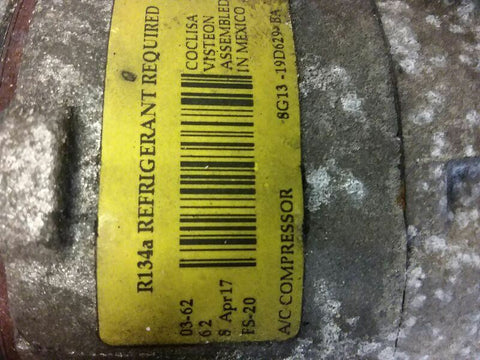 R134a REFRIGERANT REQUIRED
03-62 COCLISA
62 VISTEON
8 Apr17 ASSEMBLED
FS-20 IN MEXICO
A/C COMPRESSOR 8G13 -19D629- BA